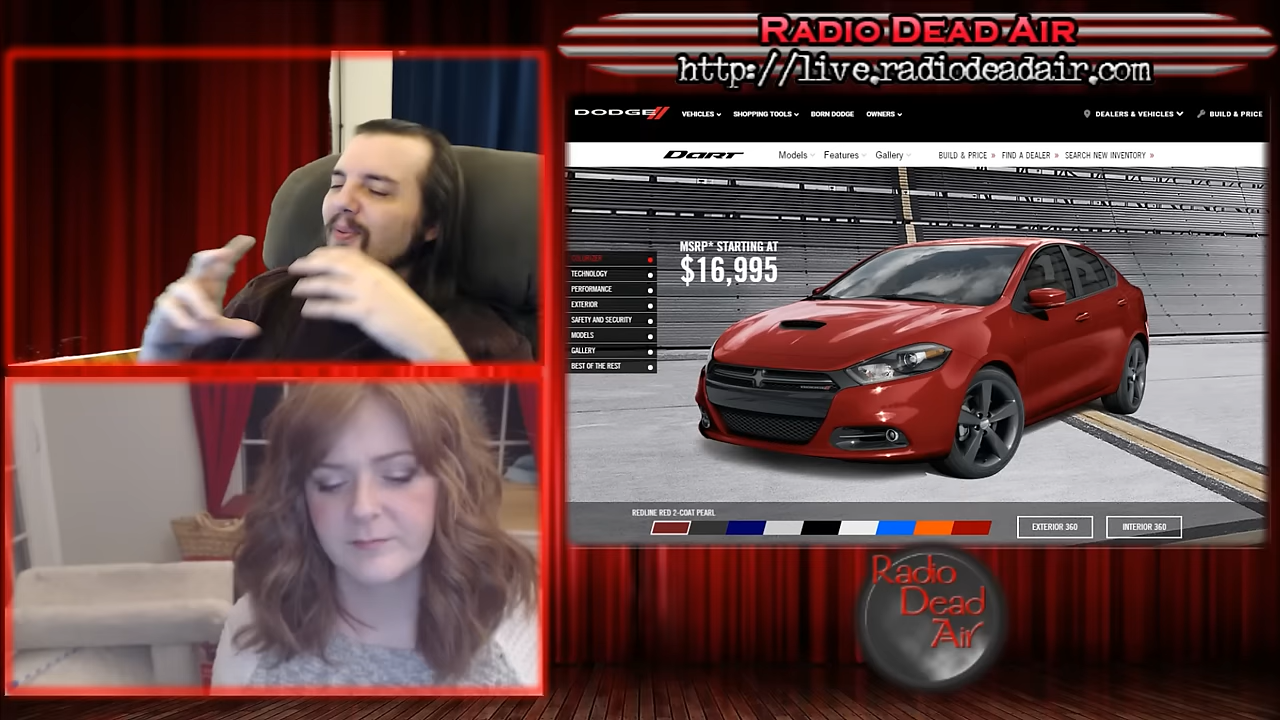 RADIO DEAD AIR
http://live.radiodeadair.com
DODGE VEHICLES SHOPPING TOOLS BORN DODGE OWNERS DEALERS & VEHICLES BUILD & PRICE
DART Models Features Gallery BUILD & PRICE » FIND A DEALER » SEARCH NEW INVENTORY »
MSRP* STARTING AT
$16,995
COLORIZER
TECHNOLOGY
PERFORMANCE
EXTERIOR
SAFETY AND SECURITY
MODELS
GALLERY
BEST OF THE REST
REDLINE RED 2-COAT PEARL
EXTERIOR 360 INTERIOR 360
Radio
Dead
Air